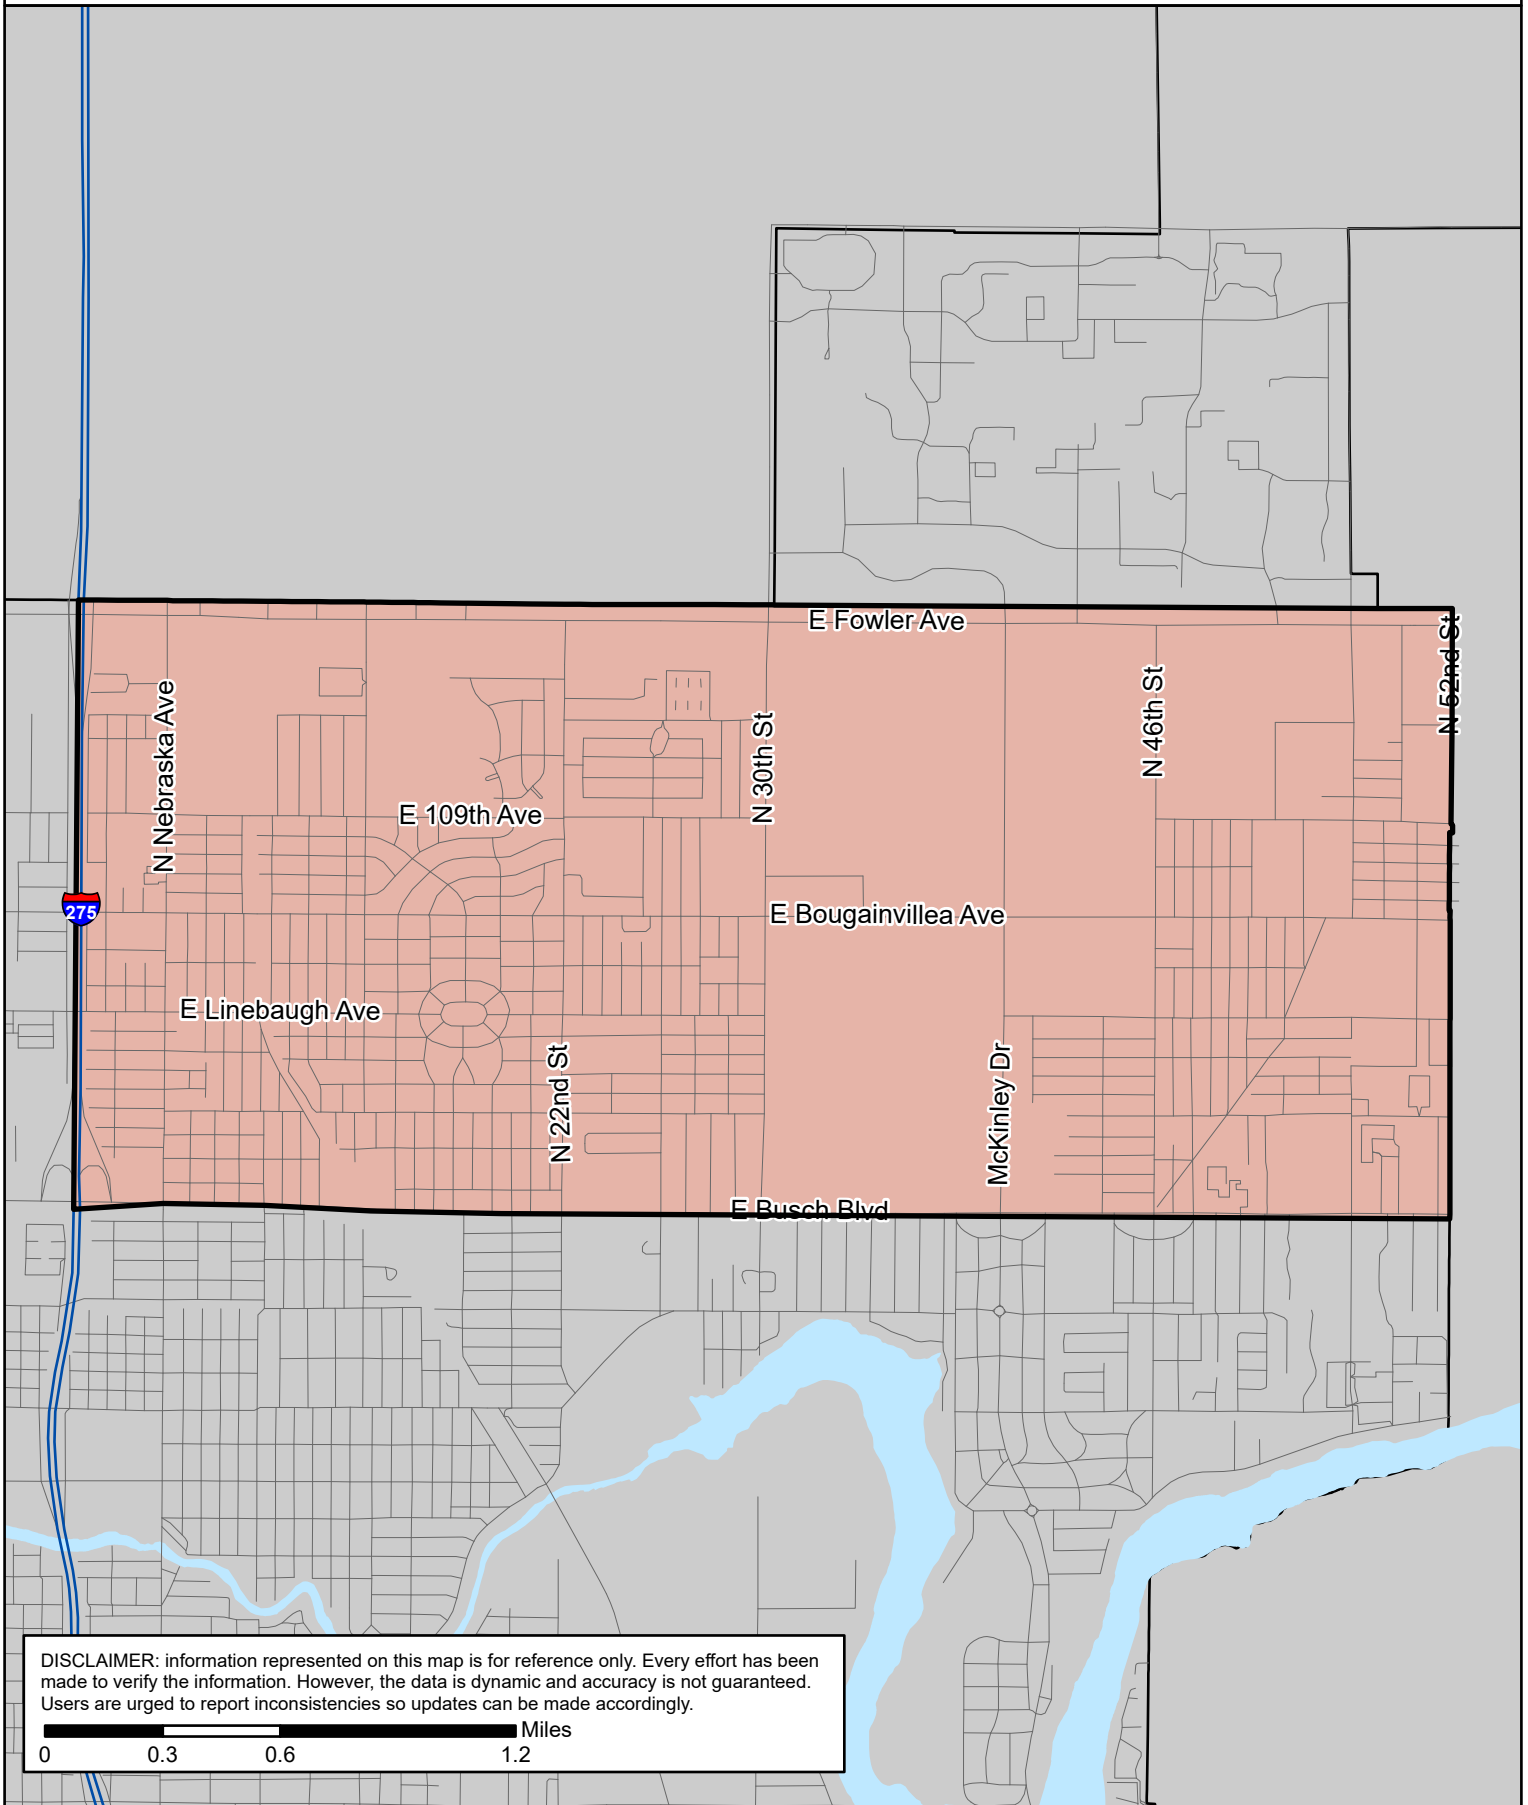 E Fowler Ave
N 52nd St
N 46th St
N Nebraska Ave
N 30th St
E 109th Ave
275
E Bougainvillea Ave
E Linebaugh Ave
N 22nd St
McKinley Dr
E Busch Blvd
DISCLAIMER: information represented on this map is for reference only. Every effort has been
made to verify the information. However, the data is dynamic and accuracy is not guaranteed.
Users are urged to report inconsistencies so updates can be made accordingly.
Miles
0 0.3 0.6 1.2